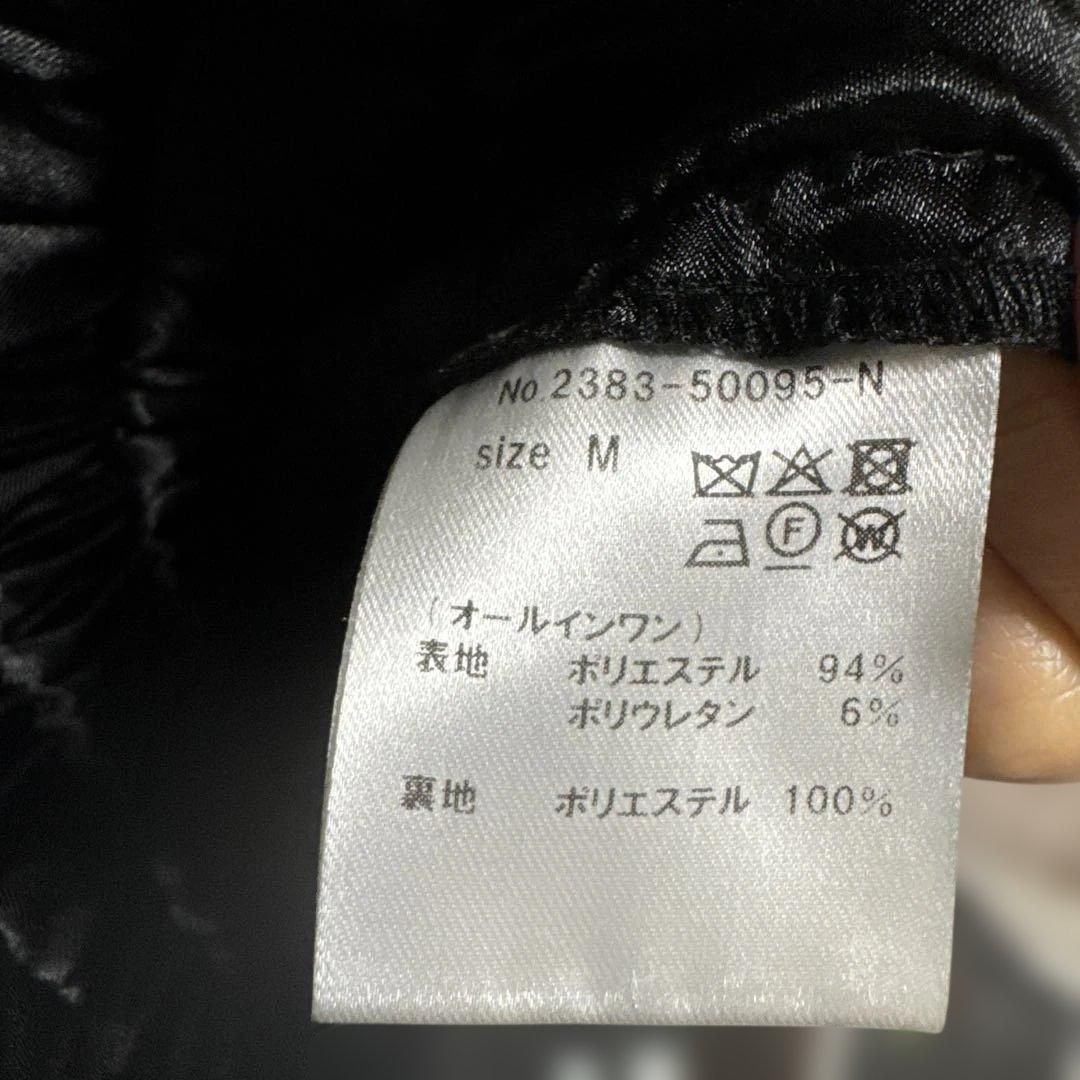 No 2383-50095-N
size M
F W
(オールインワン)
表地 ポリエステル 94%
ポリウレタン 6%
裏地 ポリエステル 100%